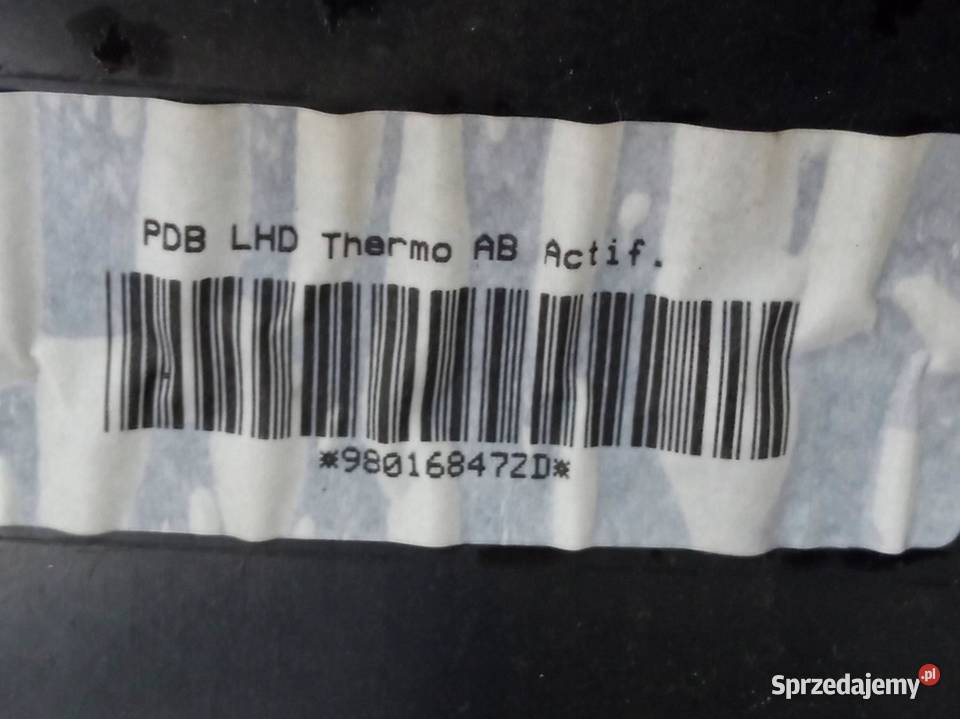 PDB LHD Thermo AB Actif.
*980168472D*
Sprzedajemy.pl